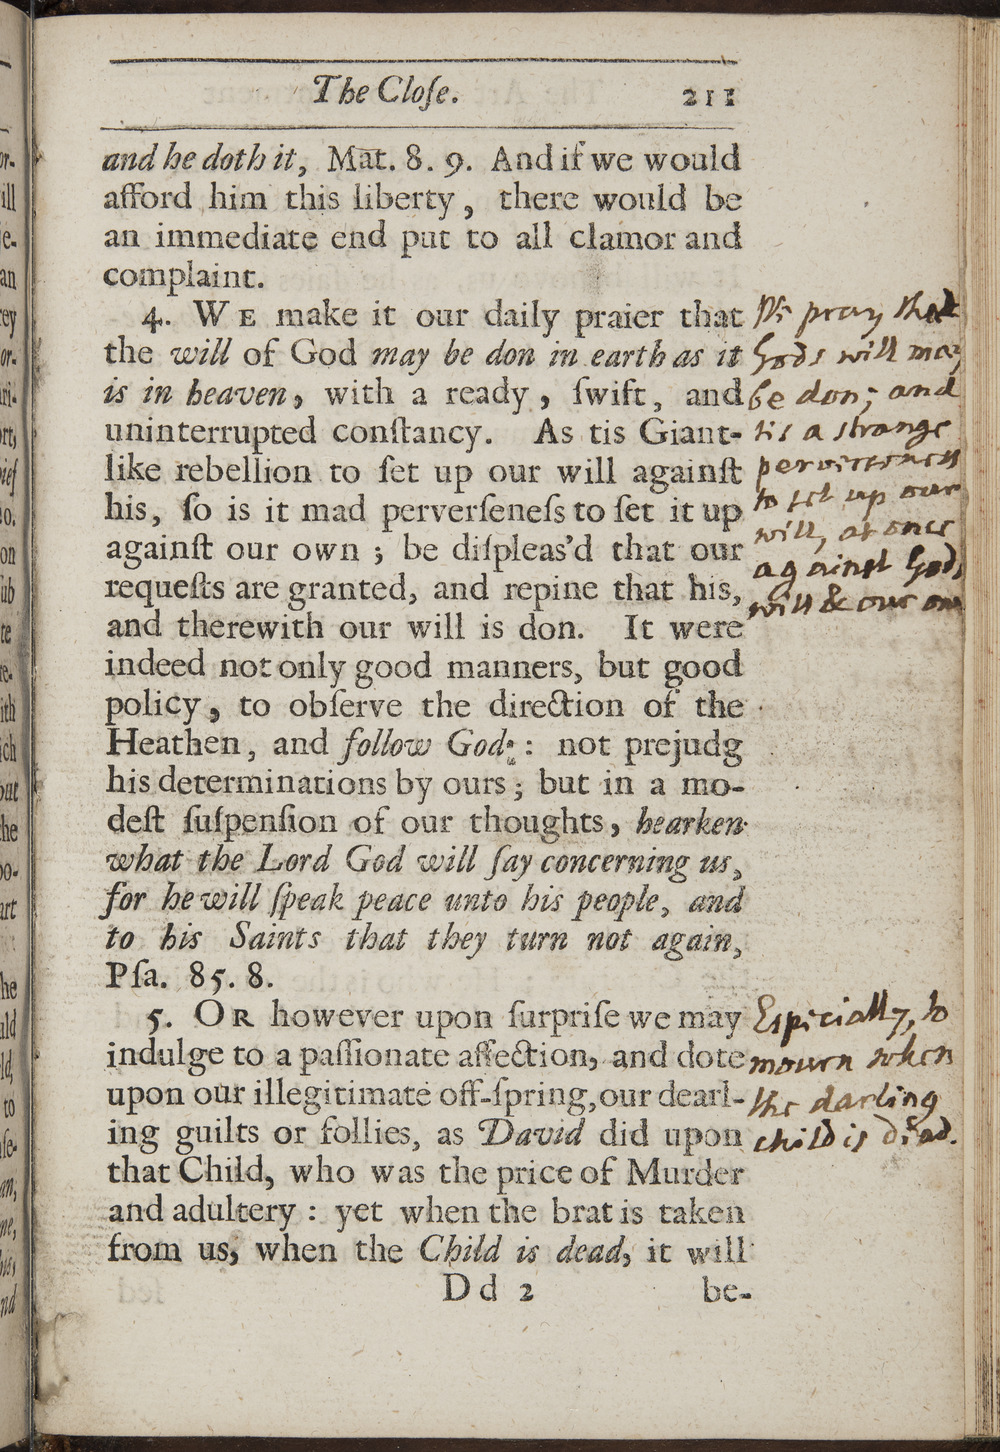 The Cloſe. 211
and he doth it, Mat. 8. 9. And if we would
afford him this liberty, there would be
an immediate end put to all clamor and
complaint.
4. WE make it our daily praier that
the will of God may be don in earth as it
is in heaven, with a ready, ſwift, and
uninterrupted conſtancy. As tis Giant-
like rebellion to ſet up our will againſt
his, ſo is it mad perverſeneſs to ſet it up
againſt our own; be diſpleas’d that our
requeſts are granted, and repine that his,
and therewith our will is don. It were
indeed not only good manners, but good
policy, to obſerve the direction of the
Heathen, and follow God: not prejudg
his determinations by ours; but in a mo-
deſt ſuſpenſion of our thoughts, hearken
what the Lord God will ſay concerning us,
for he will ſpeak peace unto his people, and
to his Saints that they turn not again,
Pſa. 85. 8.
5. OR however upon ſurpriſe we may
indulge to a paſſionate affection, and dote
upon our illegitimate off-ſpring, our dearl-
ing guilts or follies, as David did upon
that Child, who was the price of Murder
and adultery: yet when the brat is taken
from us, when the Child is dead, it will
Dd 2 be-
We pray that
Gods will may
be don; and
tis a strange
perverseness
to set up our
will, at once
against Gods
will & our own
Especially, to
mourn when
the darling
child is dead.